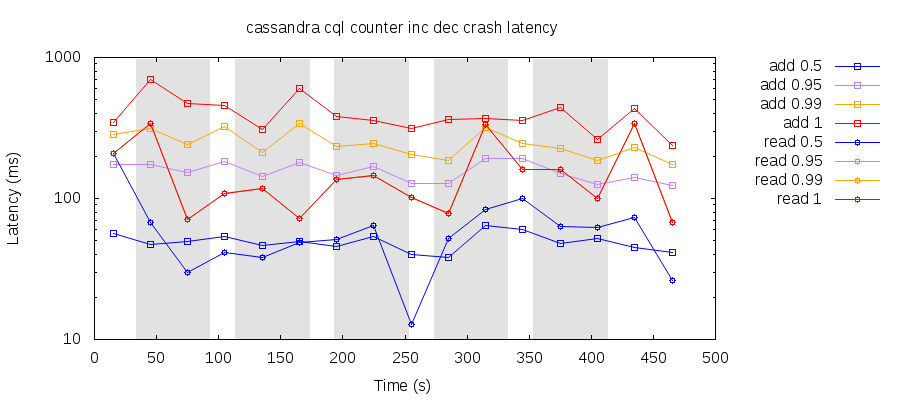 cassandra cql counter inc dec crash latency
1000
100
10
Latency (ms)
0 50 100 150 200 250 300 350 400 450 500
Time (s)
add 0.5
add 0.95
add 0.99
add 1
read 0.5
read 0.95
read 0.99
read 1